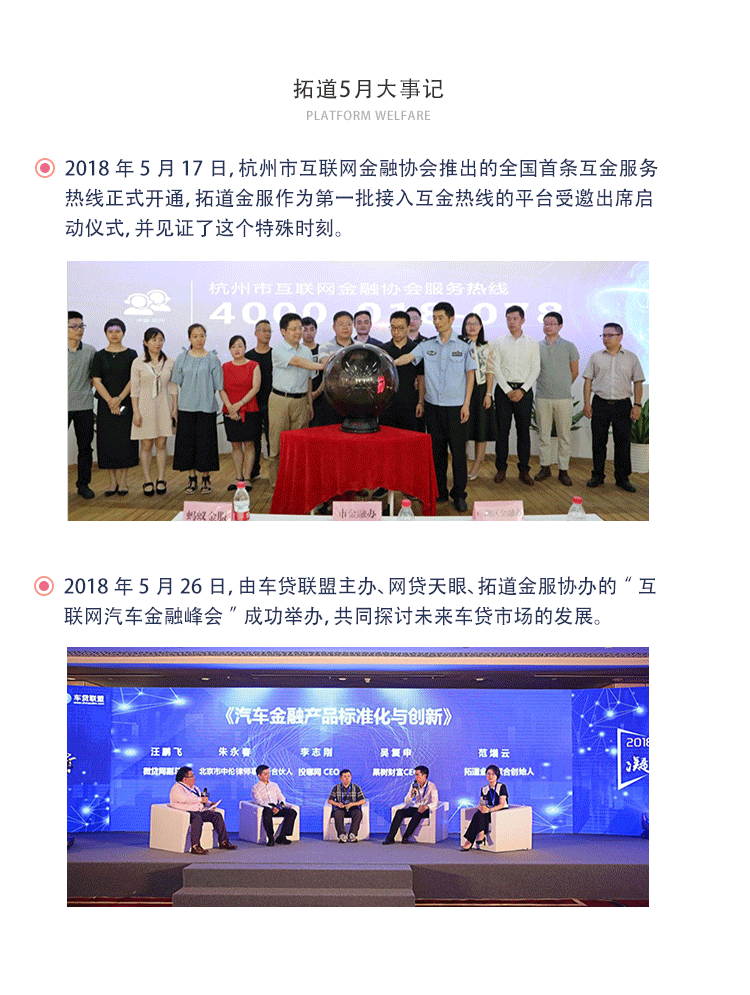 拓道5月大事记
PLATFORM WELFARE
2018 年 5 月 17 日, 杭州市互联网金融协会推出的全国首条互金服务
热线正式开通, 拓道金服作为第一批接入互金热线的平台受邀出席启
动仪式, 并见证了这个特殊时刻。
杭州市互联网金融协会服务热线
4000-018-078
蚂蚁金服
市金融办
2018 年 5 月 26 日, 由车贷联盟主办、网贷天眼、拓道金服协办的 “ 互
联网汽车金融峰会 ” 成功举办, 共同探讨未来车贷市场的发展。
车贷联盟
《汽车金融产品标准化与创新》
2018
汪鹏飞 朱永春 李志刚 吴复申 范增云
微贷网副 北京市中伦律师 合伙人 投哪网 CEO 果树财富CE 拓道金 合创始人